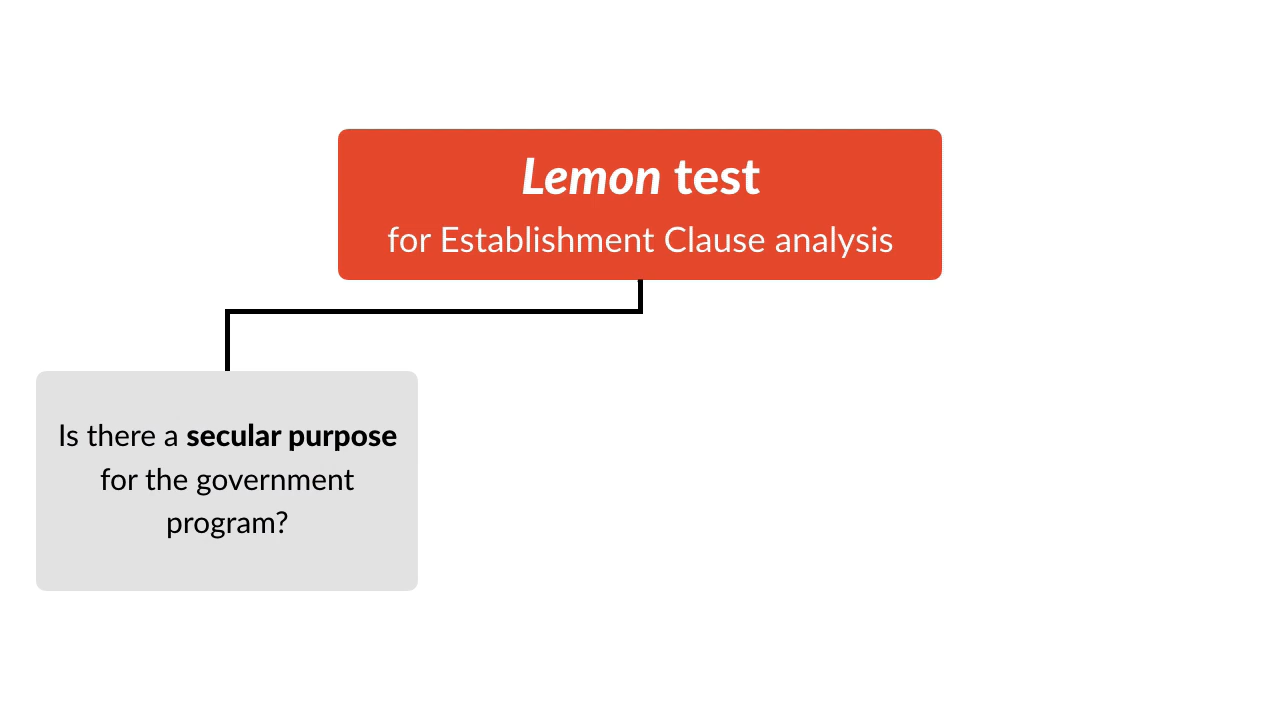 Lemon test
for Establishment Clause analysis
Is there a secular purpose
for the government
program?